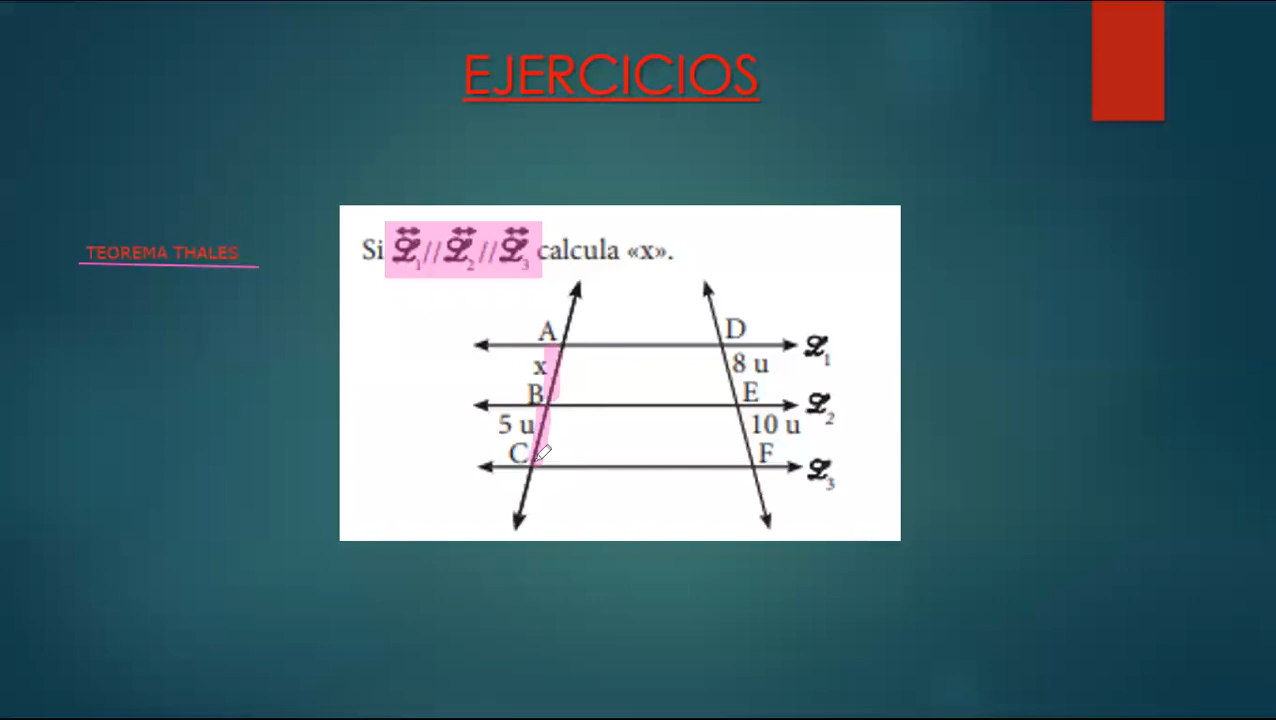 EJERCICIOS
TEOREMA THALES
Si ℒ₁//ℒ₂//ℒ₃ calcula «x».
A
D
ℒ₁
x
8 u
B
E
ℒ₂
5 u
10 u
C
F
ℒ₃